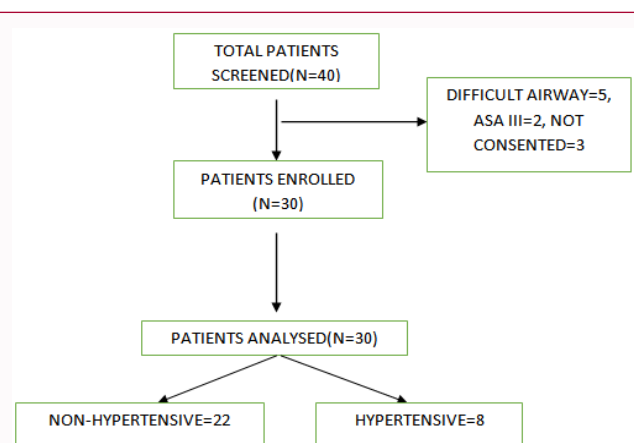 TOTAL PATIENTS
SCREENED(N=40)
DIFFICULT AIRWAY=5,
ASA III=2, NOT
CONSENTED=3
PATIENTS ENROLLED
(N=30)
PATIENTS ANALYSED(N=30)
NON-HYPERTENSIVE=22
HYPERTENSIVE=8